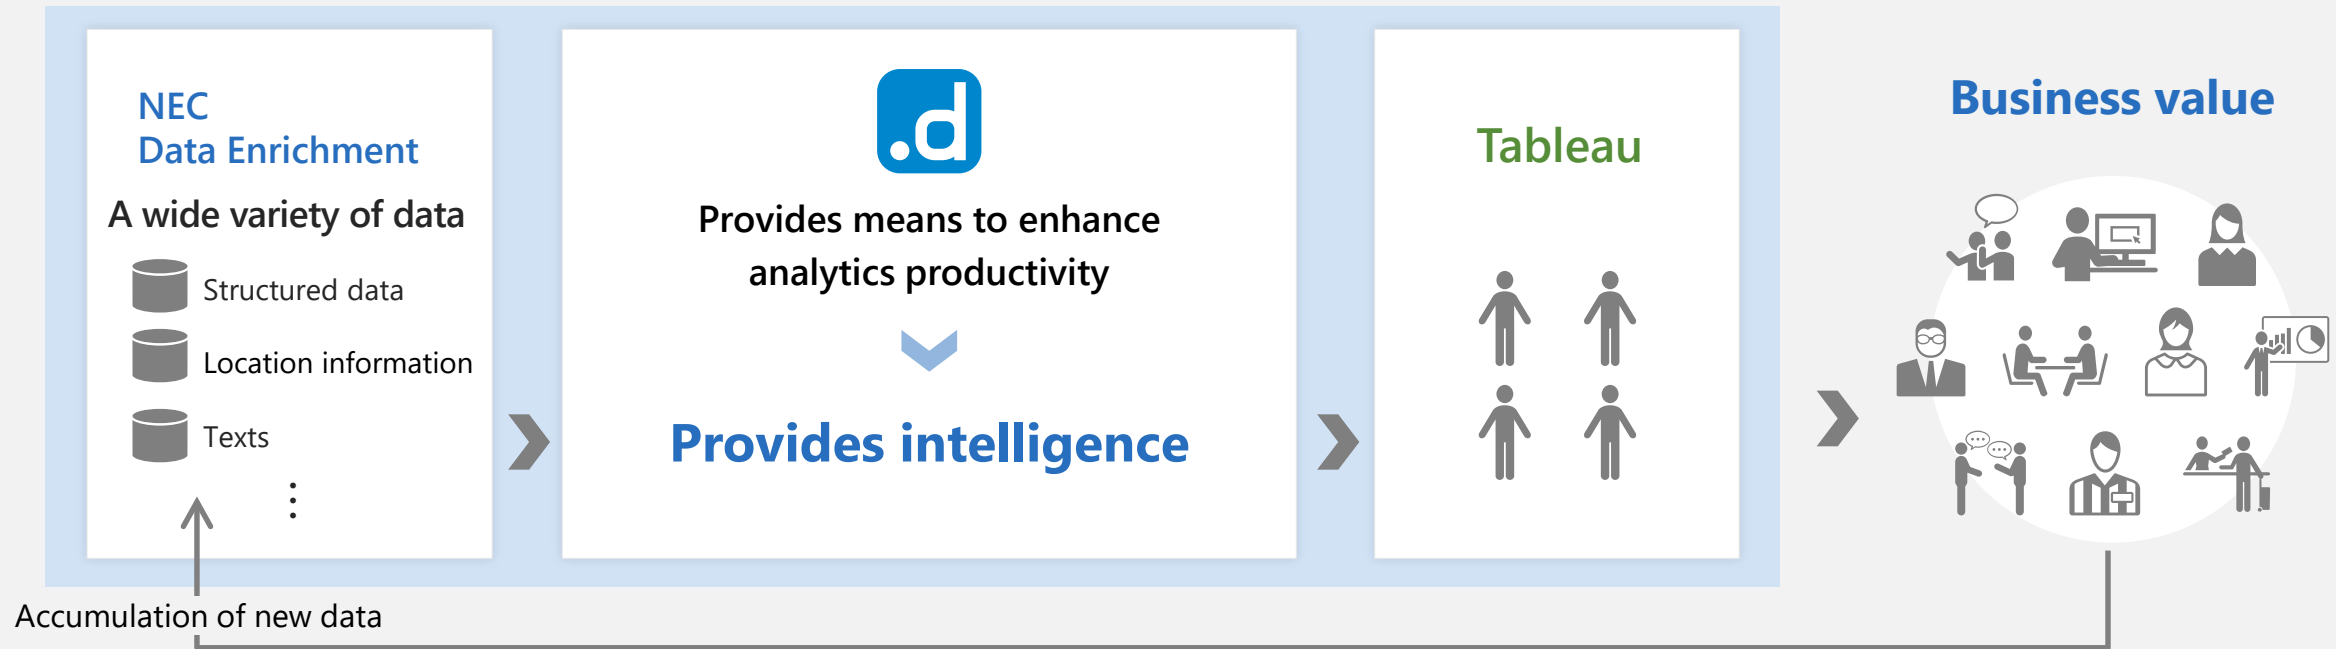 NEC
Data Enrichment
A wide variety of data
Structured data
Location information
Texts
⋮
.d
Provides means to enhance
analytics productivity
Provides intelligence
Tableau
Business value
Accumulation of new data